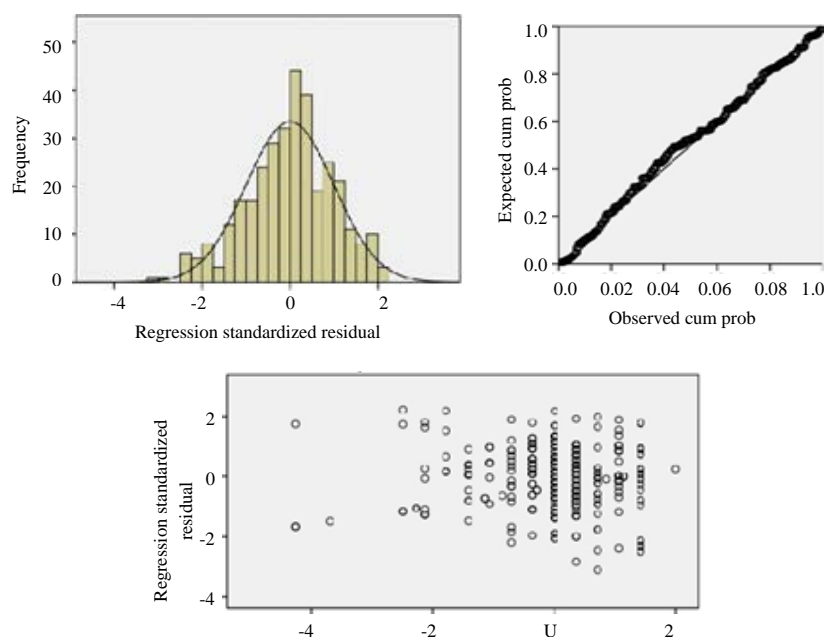 Frequency
50
40
30
20
10
0
-4 -2 0 2
Regression standardized residual
Expected cum prob
1.0
0.8
0.6
0.4
0.2
0.0
0.0 0.02 0.04 0.06 0.08 1.0
Observed cum prob
Regression standardized
residual
2
0
-2
-4
-4 -2 U 2